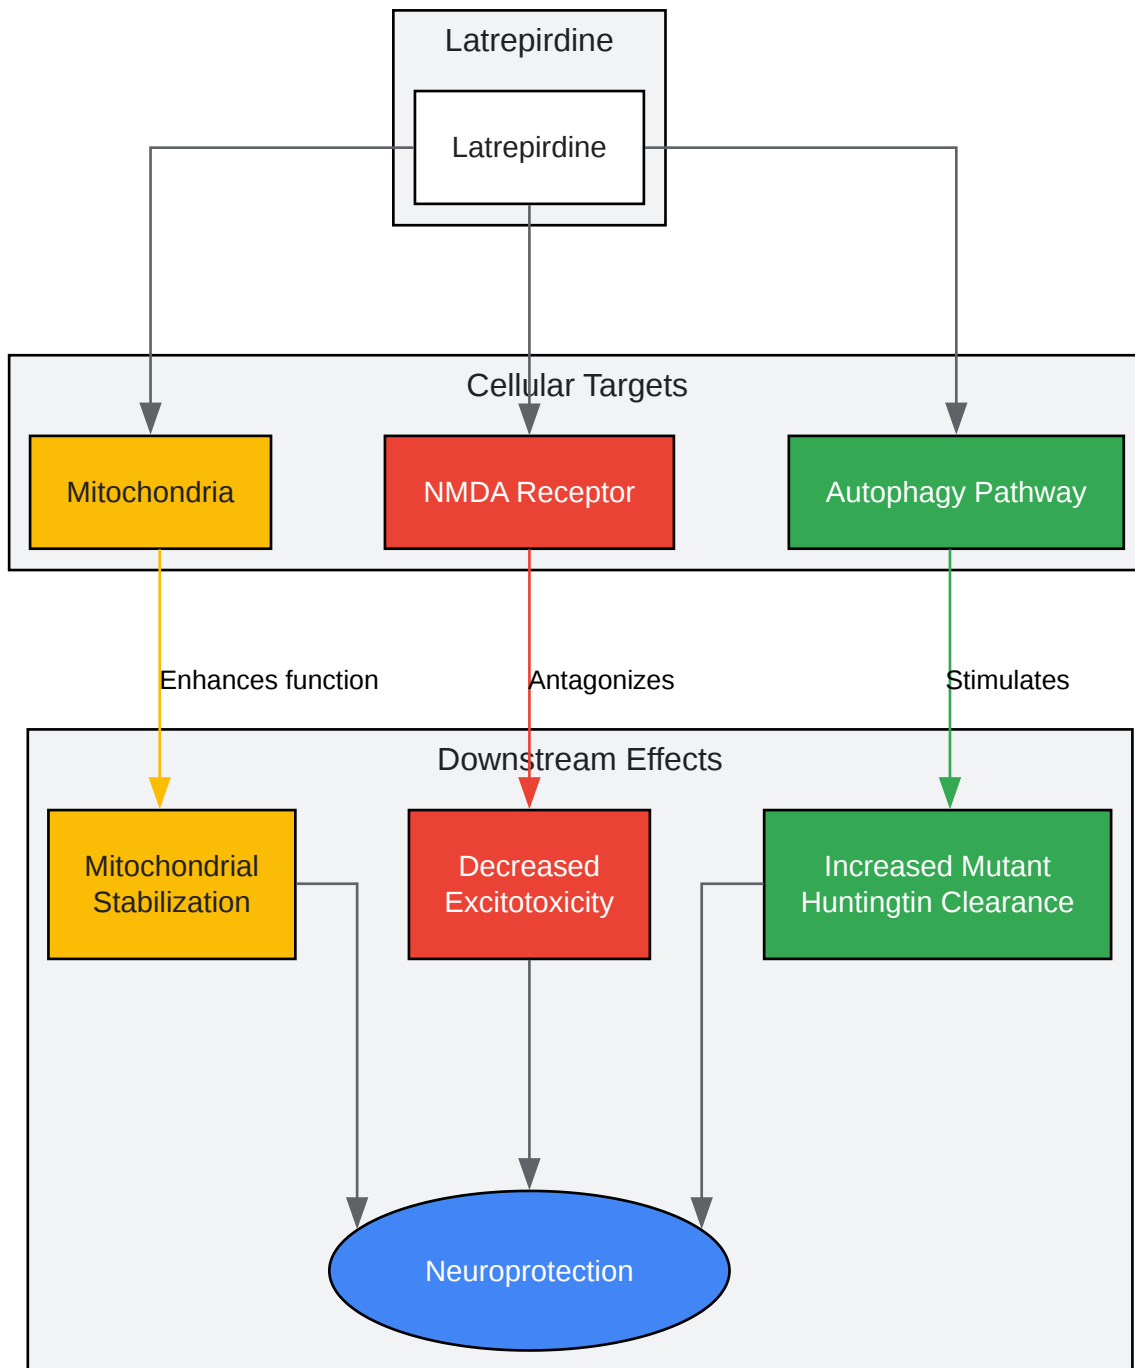 Latrepirdine
Latrepirdine
Cellular Targets
Mitochondria
NMDA Receptor
Autophagy Pathway
Enhances function
Antagonizes
Stimulates
Downstream Effects
Mitochondrial
Stabilization
Decreased
Excitotoxicity
Increased Mutant
Huntingtin Clearance
Neuroprotection